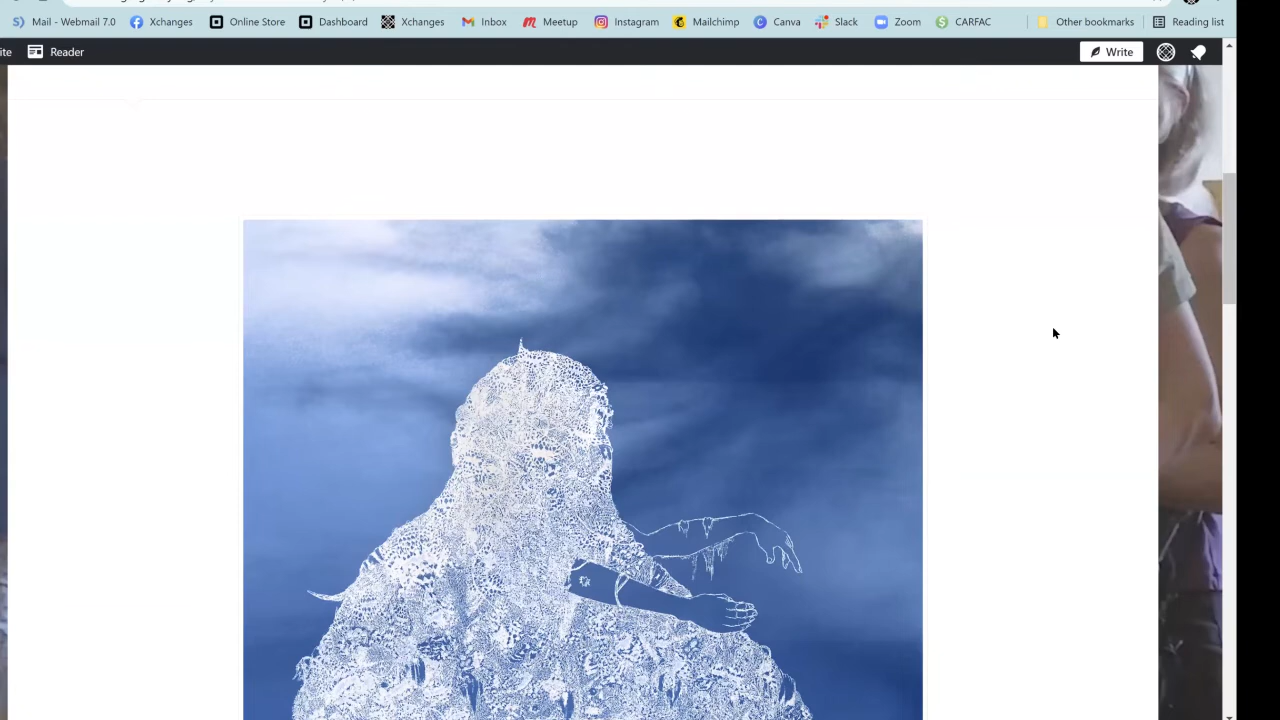 Mail - Webmail 7.0 Xchanges Online Store Dashboard Xchanges Inbox Meetup Instagram Mailchimp Canva Slack Zoom CARFAC Other bookmarks Reading list
ite Reader Write